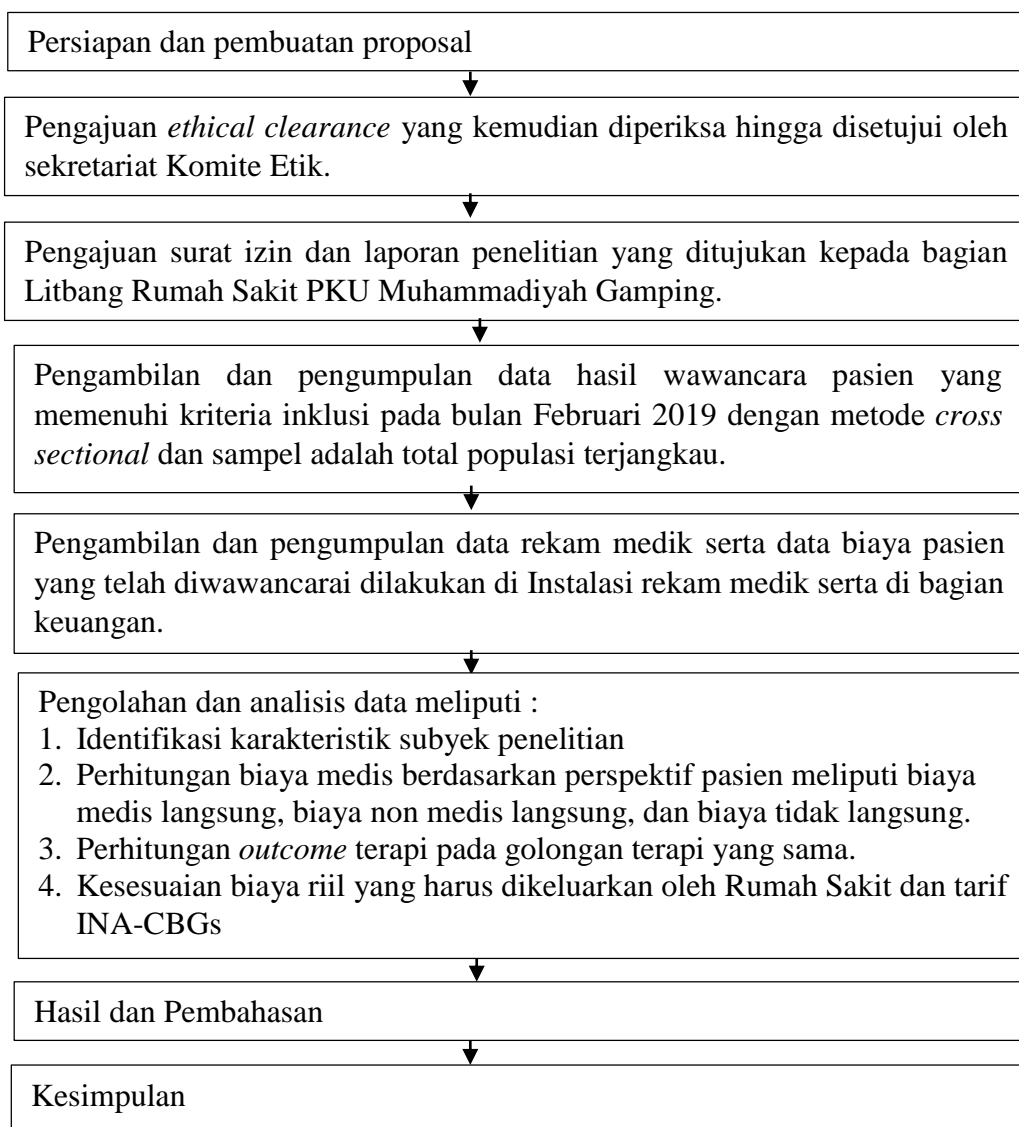 Persiapan dan pembuatan proposal
Pengajuan ethical clearance yang kemudian diperiksa hingga disetujui oleh
sekretariat Komite Etik.
Pengajuan surat izin dan laporan penelitian yang ditujukan kepada bagian
Litbang Rumah Sakit PKU Muhammadiyah Gamping.
Pengambilan dan pengumpulan data hasil wawancara pasien yang
memenuhi kriteria inklusi pada bulan Februari 2019 dengan metode cross
sectional dan sampel adalah total populasi terjangkau.
Pengambilan dan pengumpulan data rekam medik serta data biaya pasien
yang telah diwawancarai dilakukan di Instalasi rekam medik serta di bagian
keuangan.
Pengolahan dan analisis data meliputi :
1. Identifikasi karakteristik subyek penelitian
2. Perhitungan biaya medis berdasarkan perspektif pasien meliputi biaya
medis langsung, biaya non medis langsung, dan biaya tidak langsung.
3. Perhitungan outcome terapi pada golongan terapi yang sama.
4. Kesesuaian biaya riil yang harus dikeluarkan oleh Rumah Sakit dan tarif
INA-CBGs
Hasil dan Pembahasan
Kesimpulan